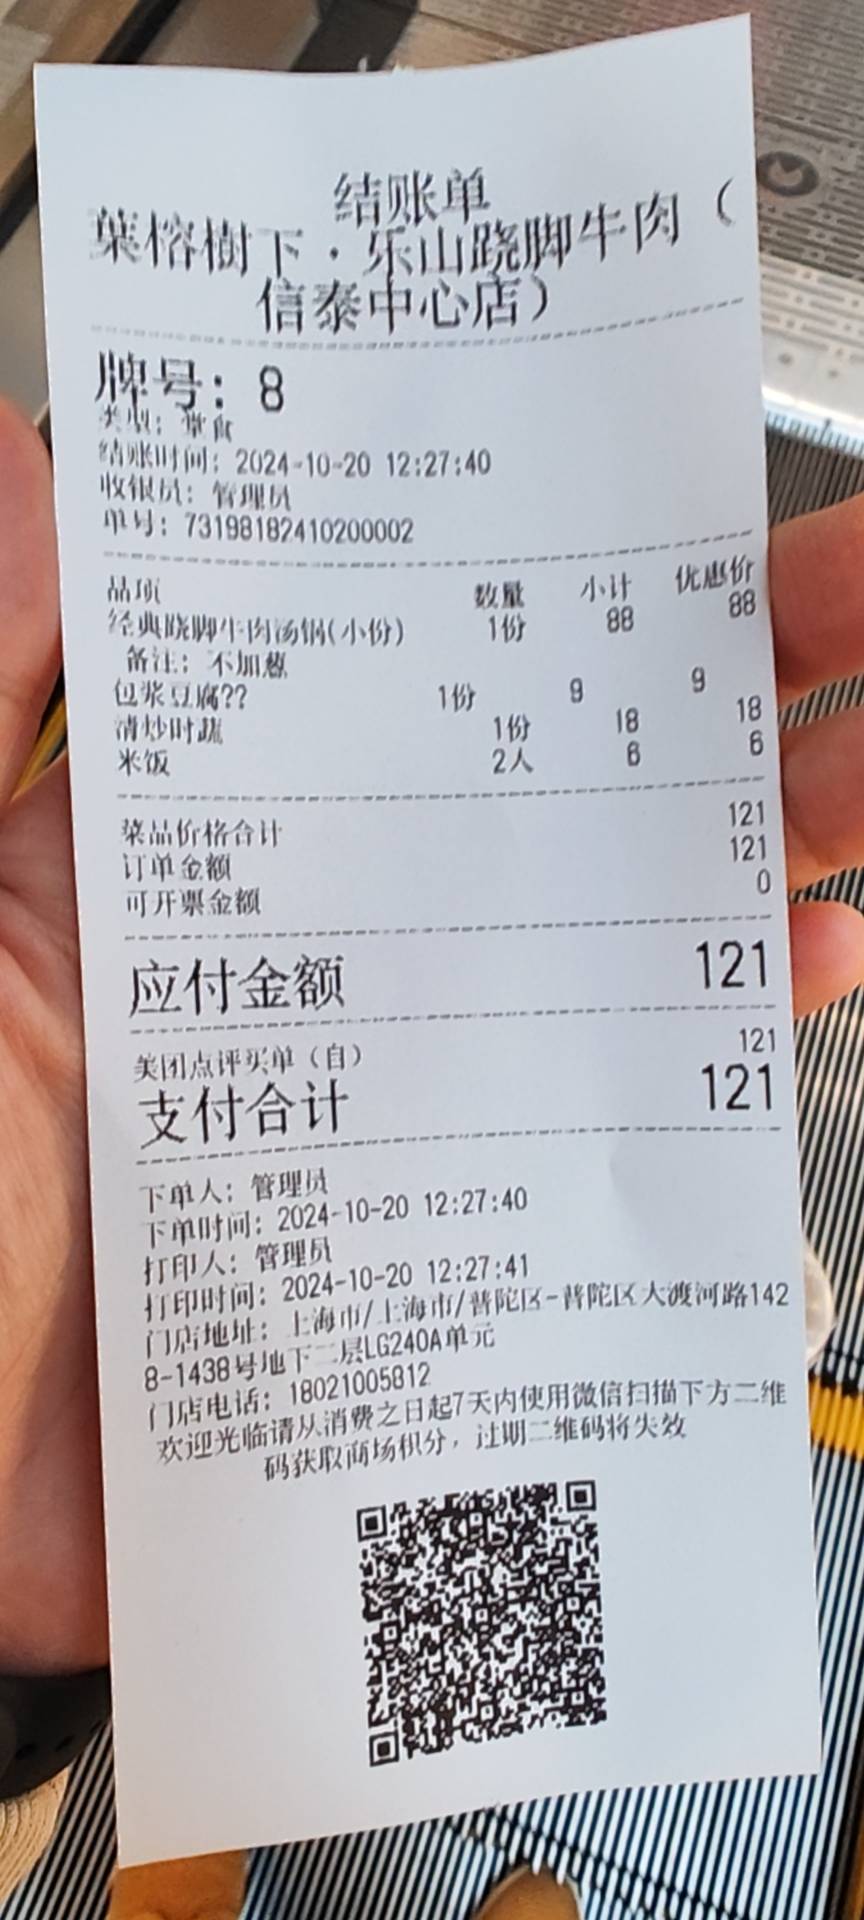 结账单
葉榕樹下·乐山跷脚牛肉（
信泰中心店）
牌号：8
类型：堂食
结账时间：2024-10-20 12:27:40
收银员：管理员
单号：73198182410200002
品项 数量 小计 优惠价
经典跷脚牛肉汤锅(小份) 1份 88 88
备注：不加葱
包浆豆腐?? 1份 9 9
清炒时蔬 1份 18 18
米饭 2人 6 6
菜品价格合计 121
订单金额 121
可开票金额 0
应付金额 121
美团点评买单（自） 121
支付合计 121
下单人：管理员
下单时间：2024-10-20 12:27:40
打印人：管理员
打印时间：2024-10-20 12:27:41
门店地址：上海市/上海市/普陀区-普陀区大渡河路142
8-1438号地下二层LG240A单元
门店电话：18021005812
欢迎光临请从消费之日起7天内使用微信扫描下方二维
码获取商场积分，过期二维码将失效